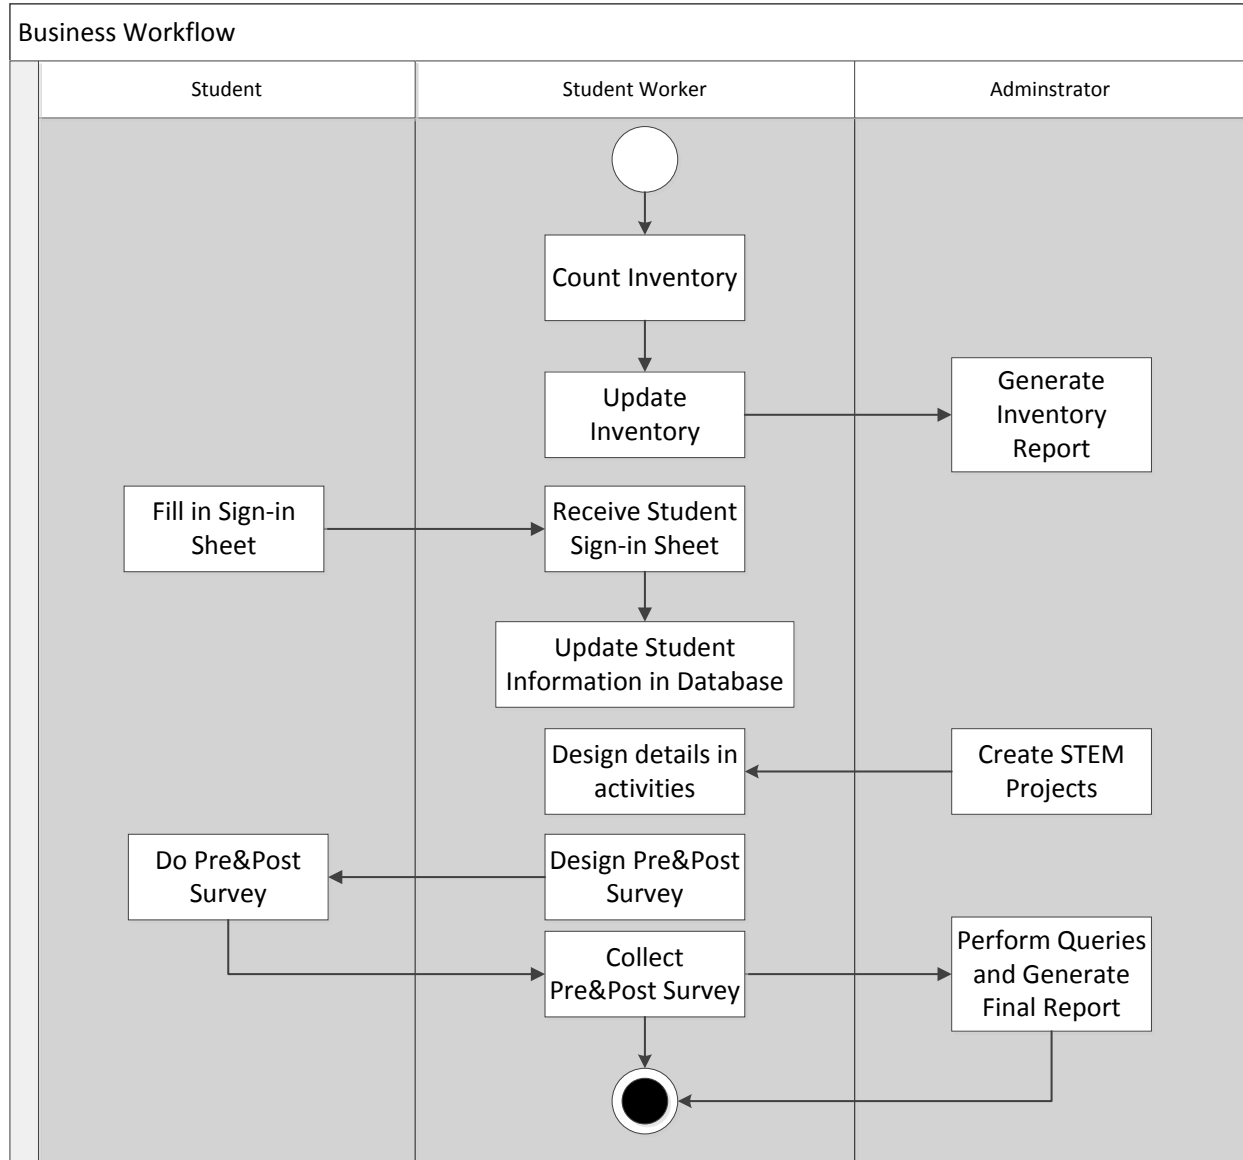 Business Workflow
Student
Student Worker
Adminstrator
Count Inventory
Update
Inventory
Generate
Inventory
Report
Fill in Sign-in
Sheet
Receive Student
Sign-in Sheet
Update Student
Information in Database
Design details in
activities
Create STEM
Projects
Do Pre&Post
Survey
Design Pre&Post
Survey
Collect
Pre&Post Survey
Perform Queries
and Generate
Final Report